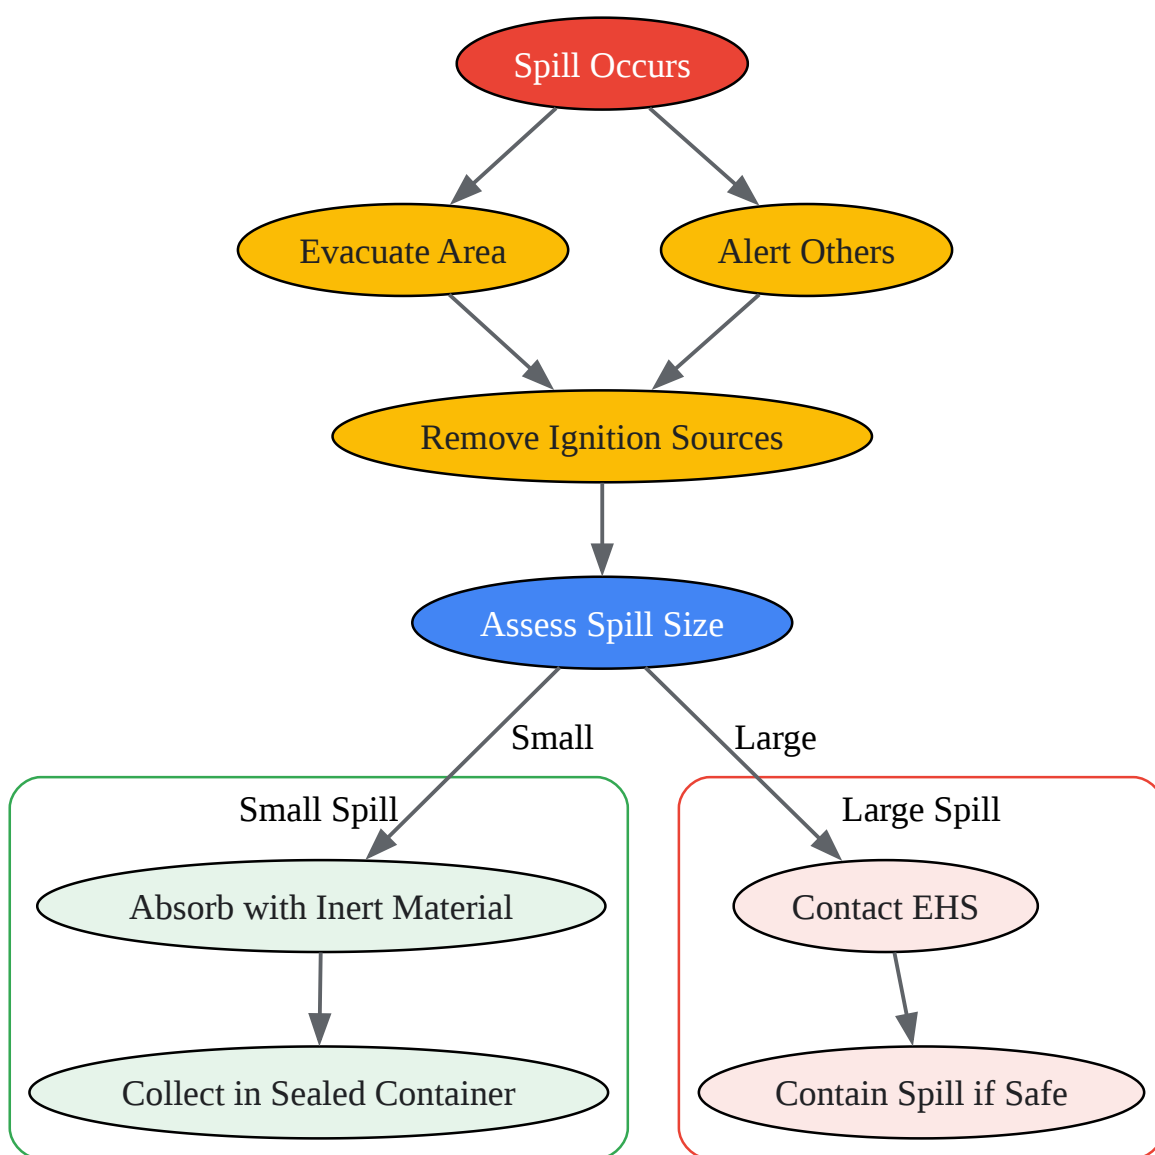 Spill Occurs
Evacuate Area
Alert Others
Remove Ignition Sources
Assess Spill Size
Small
Large
Small Spill
Large Spill
Absorb with Inert Material
Contact EHS
Collect in Sealed Container
Contain Spill if Safe